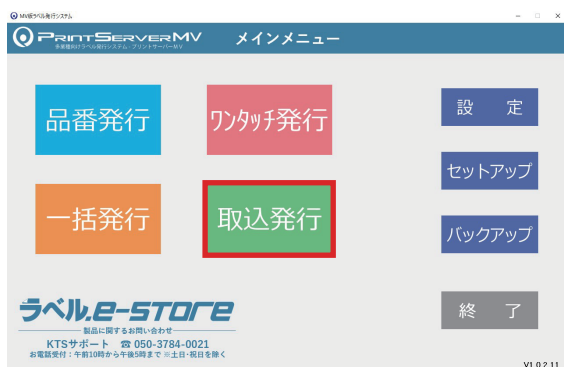 MV版ラベル発行システム
PRINTSERVERMV メインメニュー
多業種向けラベル発行システム・プリントサーバーMV
品番発行
ワンタッチ発行
設 定
セットアップ
一括発行
取込発行
バックアップ
ラベル.e-STORE
製品に関するお問い合わせ
KTSサポート ☎ 050-3784-0021
お電話受付：午前10時から午後5時まで ※土日・祝日を除く
終 了
V1.0.2.11